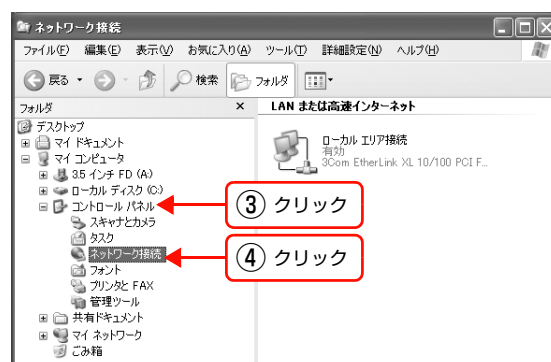 ネットワーク接続
ファイル(F) 編集(E) 表示(V) お気に入り(A) ツール(T) 詳細設定(N) ヘルプ(H)
戻る 検索 フォルダ
フォルダ ×
デスクトップ
マイ ドキュメント
マイ コンピュータ
3.5 インチ FD (A:)
ローカル ディスク (C:)
コントロール パネル
スキャナとカメラ
タスク
ネットワーク接続
フォント
プリンタと FAX
管理ツール
共有ドキュメント
マイ ネットワーク
ごみ箱
LAN または高速インターネット
ローカル エリア接続
有効
3Com EtherLink XL 10/100 PCI F...
③ クリック
④ クリック